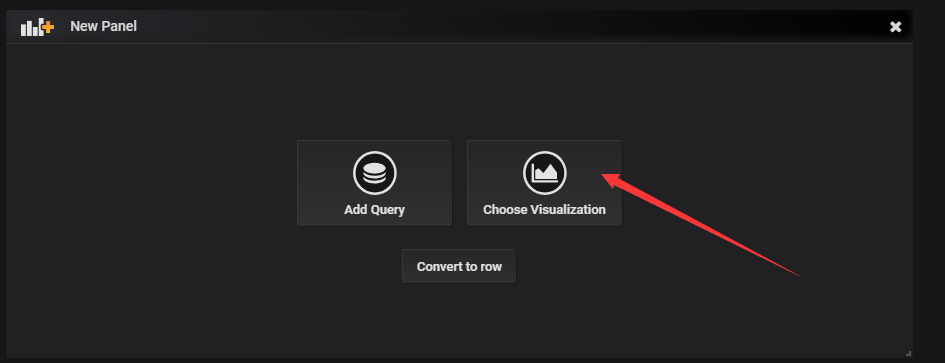 New Panel
Add Query
Choose Visualization
Convert to row